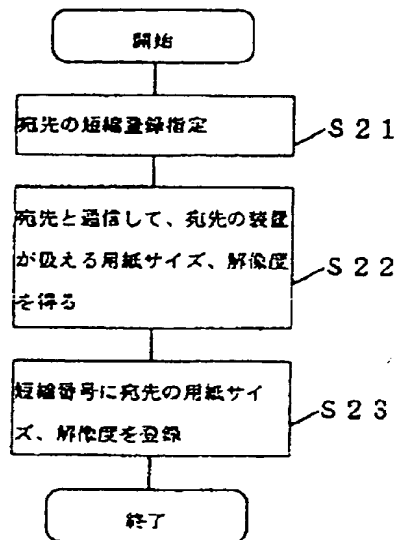 開始
宛先の短縮登録指定
S21
宛先と通信して、宛先の装置
が扱える用紙サイズ、解像度
を得る
S22
短縮番号に宛先の用紙サイ
ズ、解像度を登録
S23
終了